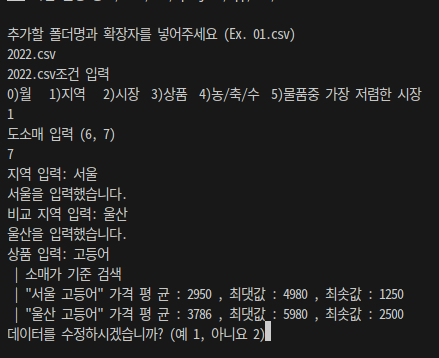 추가할 폴더명과 확장자를 넣어주세요 (Ex. 01.csv)
2022.csv
2022.csv조건 입력
0)월 1)지역 2)시장 3)상품 4)농/축/수 5)물품중 가장 저렴한 시장
1
도소매 입력 (6, 7)
7
지역 입력: 서울
서울을 입력했습니다.
비교 지역 입력: 울산
울산을 입력했습니다.
상품 입력: 고등어
| 소매가 기준 검색
| "서울 고등어" 가격 평 균 : 2950 , 최댓값 : 4980 , 최솟값 : 1250
| "울산 고등어" 가격 평 균 : 3786 , 최댓값 : 5980 , 최솟값 : 2500
데이터를 수정하시겠습니까? (예 1, 아니요 2)